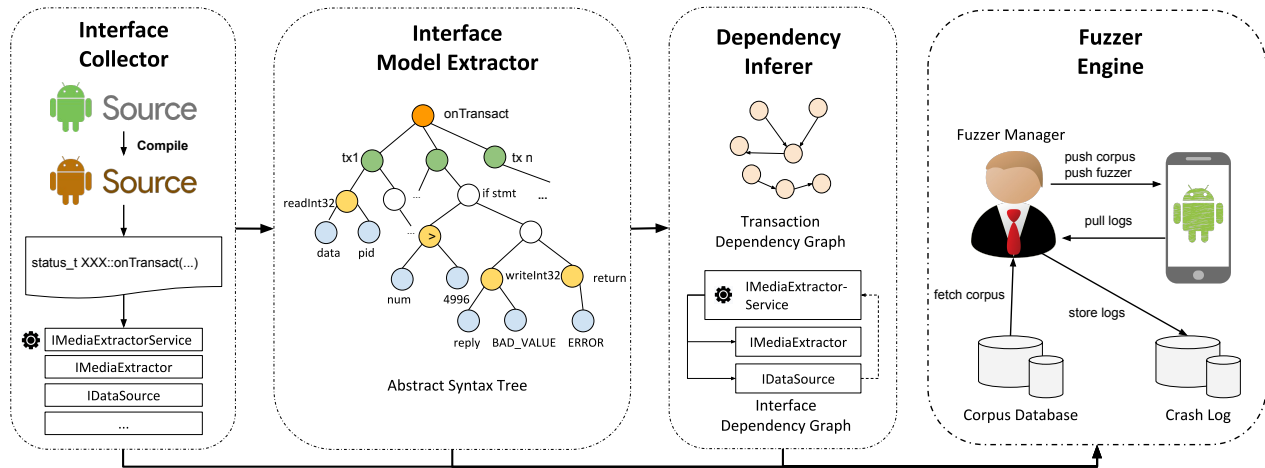 Interface
Collector
Source
Compile
Source
status_t XXX::onTransact(...)
IMediaExtractorService
IMediaExtractor
IDataSource
...
Interface
Model Extractor
onTransact
tx1
tx n
readInt32
...
if stmt
...
data
pid
...
>
num
4996
writeInt32
return
reply
BAD_VALUE
ERROR
Abstract Syntax Tree
Dependency
Inferer
Transaction
Dependency Graph
IMediaExtractor-
Service
IMediaExtractor
IDataSource
Interface
Dependency Graph
Fuzzer
Engine
Fuzzer Manager
push corpus
push fuzzer
pull logs
fetch corpus
store logs
Corpus Database
Crash Log